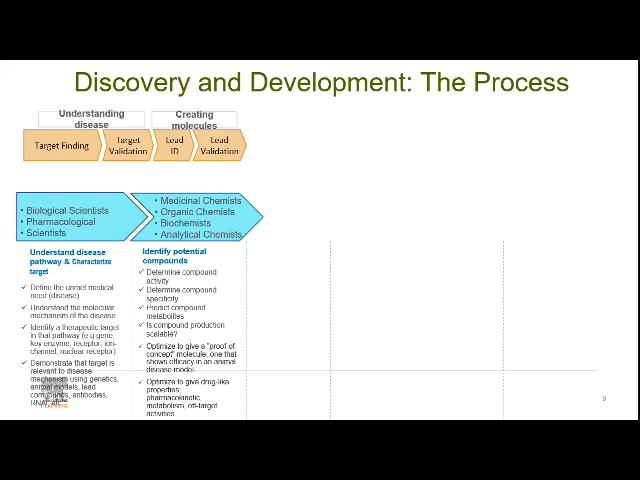 Discovery and Development: The Process
Understanding
disease
Creating
molecules
Target Finding
Target
Validation
Lead
ID
Lead
Validation
• Biological Scientists
• Pharmacological
• Scientists
• Medicinal Chemists
• Organic Chemists
• Biochemists
• Analytical Chemists
Understand disease
pathway & Characterize
target
✓ Define the unmet medical
need (disease)
✓ Understand the molecular
mechanism of the disease
✓ Identify a therapeutic target
in that pathway (e.g gene,
key enzyme, receptor, ion-
channel, nuclear receptor)
✓ Demonstrate that target is
relevant to disease
mechanism using genetics,
animal models, lead
compounds, antibodies,
RNAi, etc.
Identify potential
compounds
✓ Determine compound
activity
✓ Determine compound
specificity
✓ Predict compound
metabolites
✓ Is compound production
scalable?
✓ Optimize to give a "proof of
concept" molecule; one that
shows efficacy in an animal
disease model
✓ Optimize to give drug-like
properties;
pharmacokinetic,
metabolism, off-target
activities
9